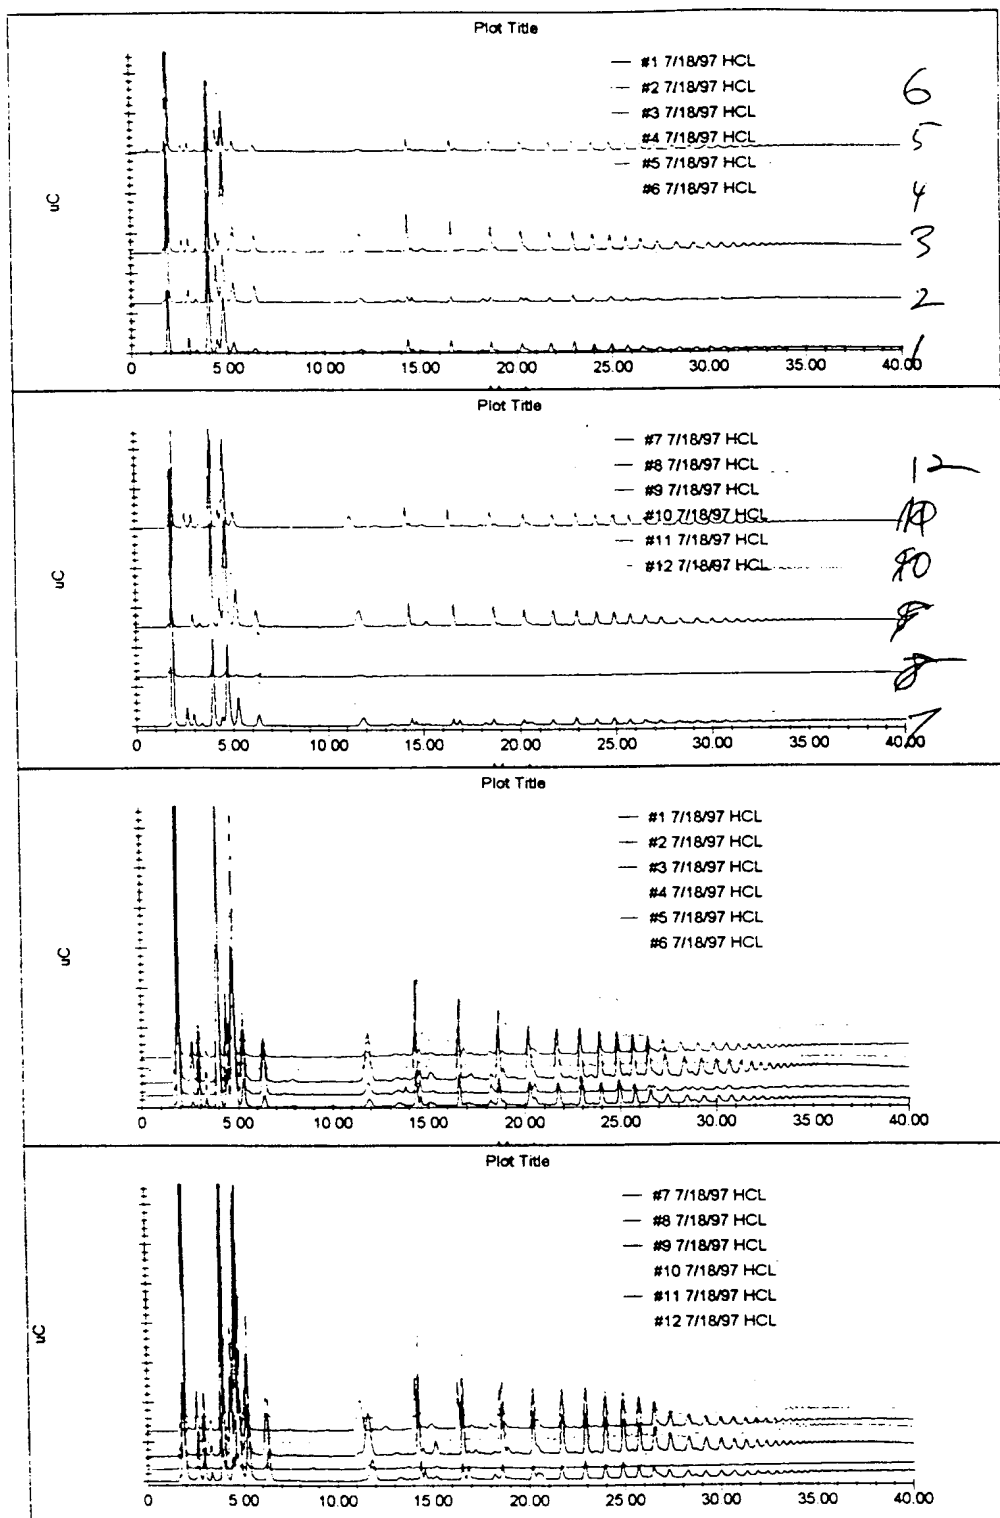 Plot Title
#1 7/18/97 HCL
#2 7/18/97 HCL
6
#3 7/18/97 HCL
#4 7/18/97 HCL
5
#5 7/18/97 HCL
#6 7/18/97 HCL
4
uC
3
2
1
0 5 00 10 00 15.00 20.00 25.00 30.00 35.00 40.00
Plot Title
#7 7/18/97 HCL
#8 7/18/97 HCL
12
#9 7/18/97 HCL
#10 7/18/97 HCL
#11 7/18/97 HCL
#12 7/18/97 HCL
uC
7
0 5 00 10 00 15.00 20.00 25.00 30.00 35.00 40.00
Plot Title
#1 7/18/97 HCL
#2 7/18/97 HCL
#3 7/18/97 HCL
#4 7/18/97 HCL
#5 7/18/97 HCL
#6 7/18/97 HCL
uC
0 5 00 10.00 15 00 20 00 25.00 30.00 35.00 40.00
Plot Title
#7 7/18/97 HCL
#8 7/18/97 HCL
#9 7/18/97 HCL
#10 7/18/97 HCL
#11 7/18/97 HCL
#12 7/18/97 HCL
uC
0 5 00 10 00 15 00 20 00 25.00 30.00 35 00 40.00